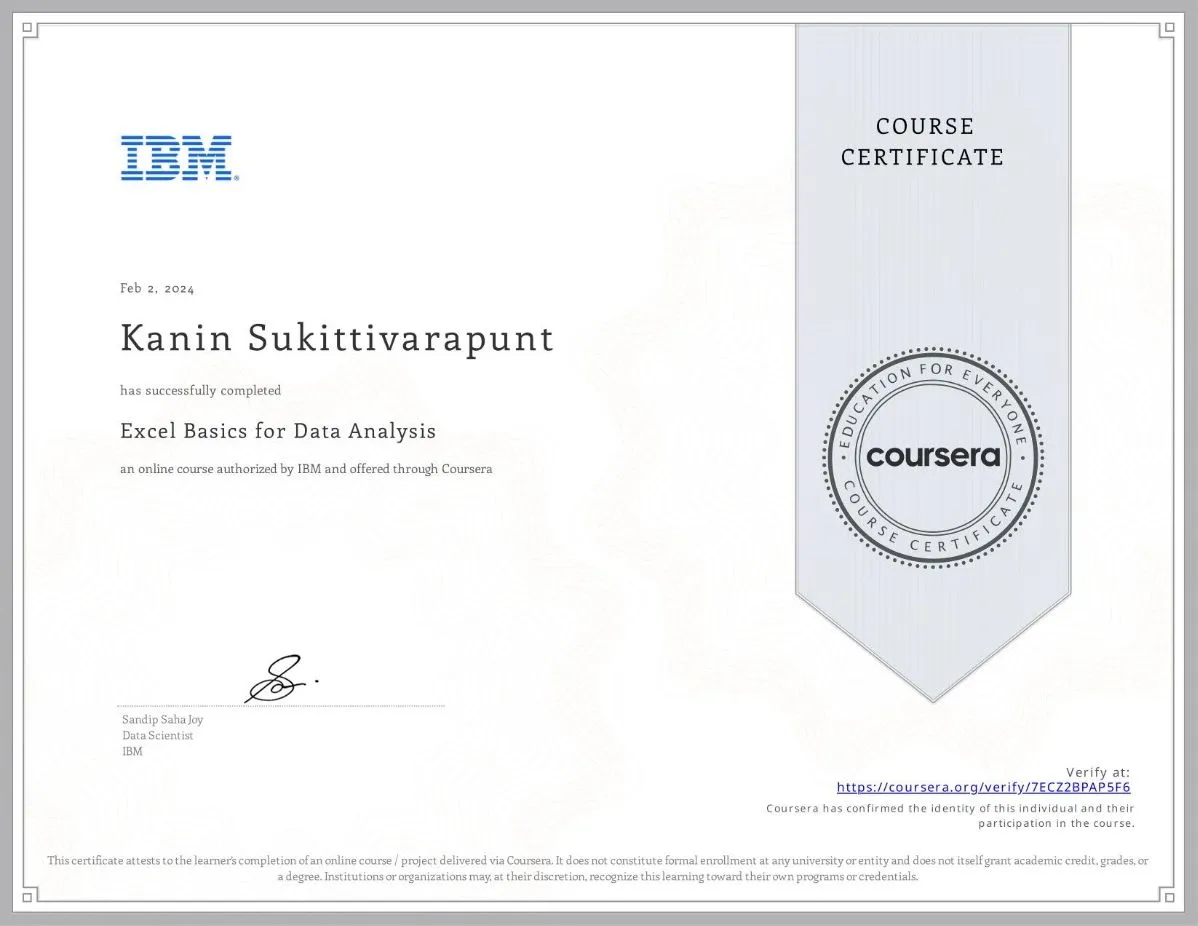 IBM
COURSE
CERTIFICATE
Feb 2, 2024
Kanin Sukittivarapunt
has successfully completed
Excel Basics for Data Analysis
an online course authorized by IBM and offered through Coursera
EDUCATION FOR EVERYONE
coursera
COURSE CERTIFICATE
Sandip Saha Joy
Data Scientist
IBM
Verify at:
https://coursera.org/verify/7ECZ2BPAP5F6
Coursera has confirmed the identity of this individual and their
participation in the course.
This certificate attests to the learner's completion of an online course / project delivered via Coursera. It does not constitute formal enrollment at any university or entity and does not itself grant academic credit, grades, or
a degree. Institutions or organizations may, at their discretion, recognize this learning toward their own programs or credentials.